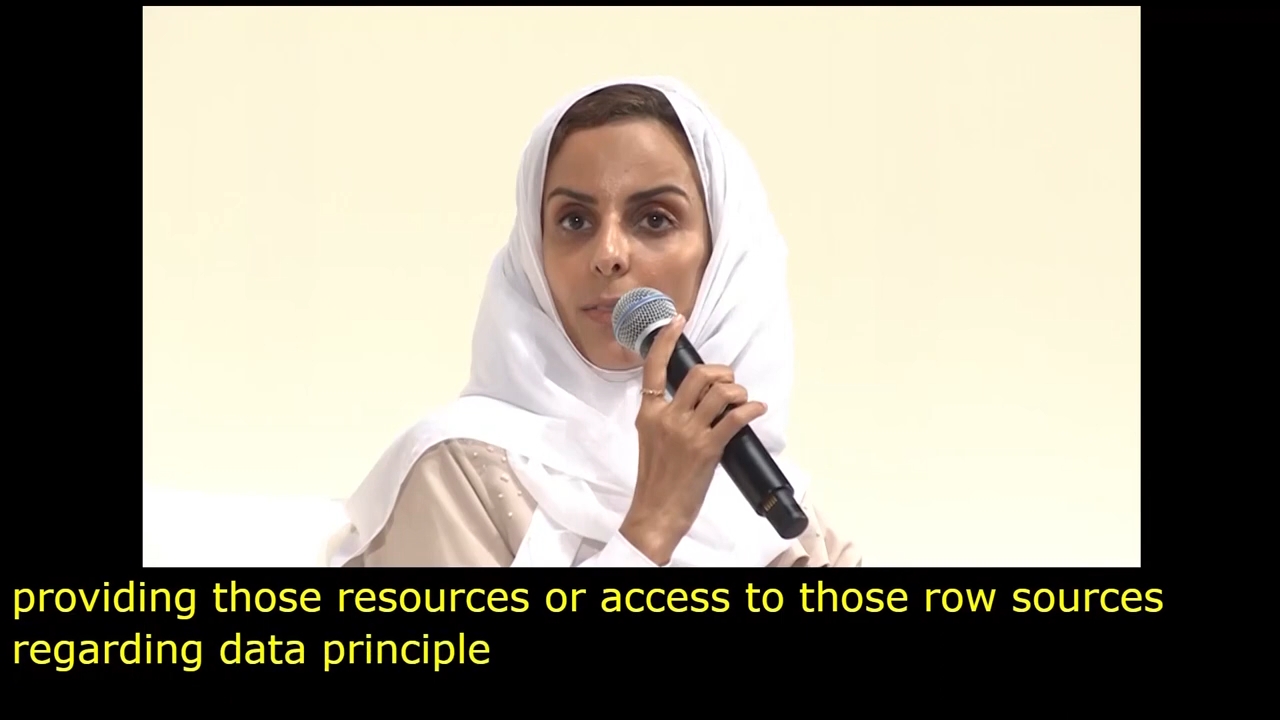 providing those resources or access to those row sources
regarding data principle